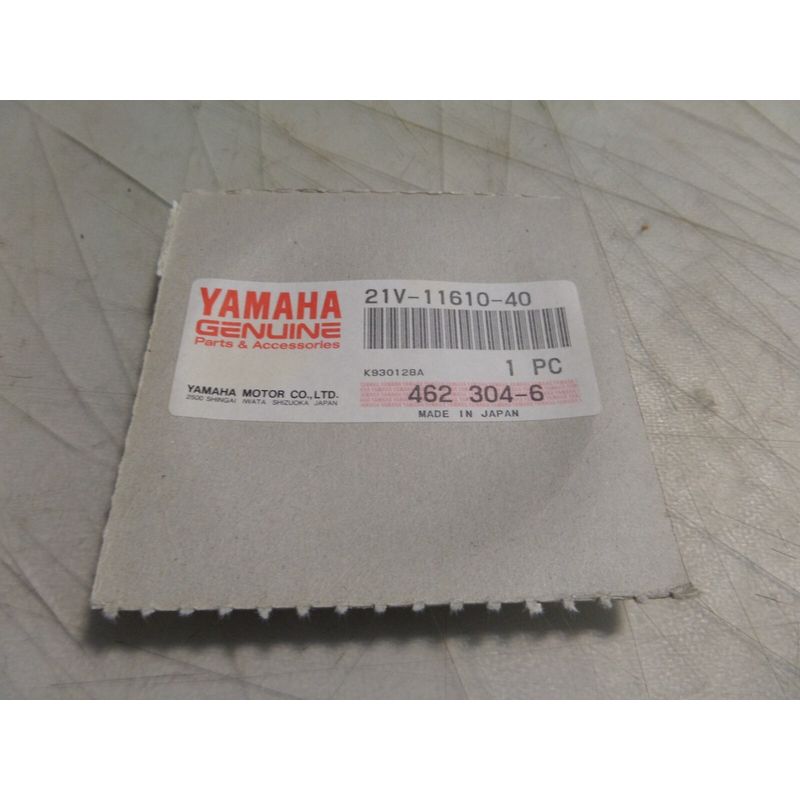 YAMAHA
GENUINE
Parts & Accessories
YAMAHA MOTOR CO.,LTD.
2500 SHINGAI IWATA SHIZUOKA JAPAN
21V-11610-40
K930128A 1 PC
462 304-6
MADE IN JAPAN